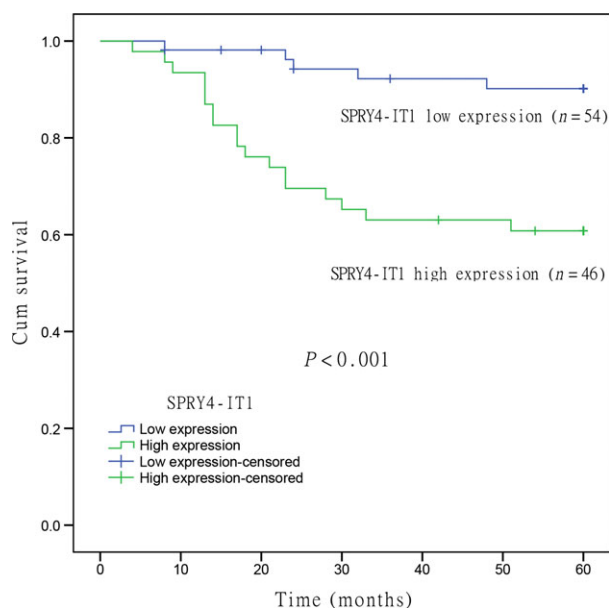 1.0
0.8
0.6
0.4
0.2
0.0
Cum survival
SPRY4-IT1 low expression (n=54)
SPRY4-IT1 high expression (n=46)
P<0.001
SPRY4-IT1
Low expression
High expression
Low expression-censored
High expression-censored
0 10 20 30 40 50 60
Time (months)